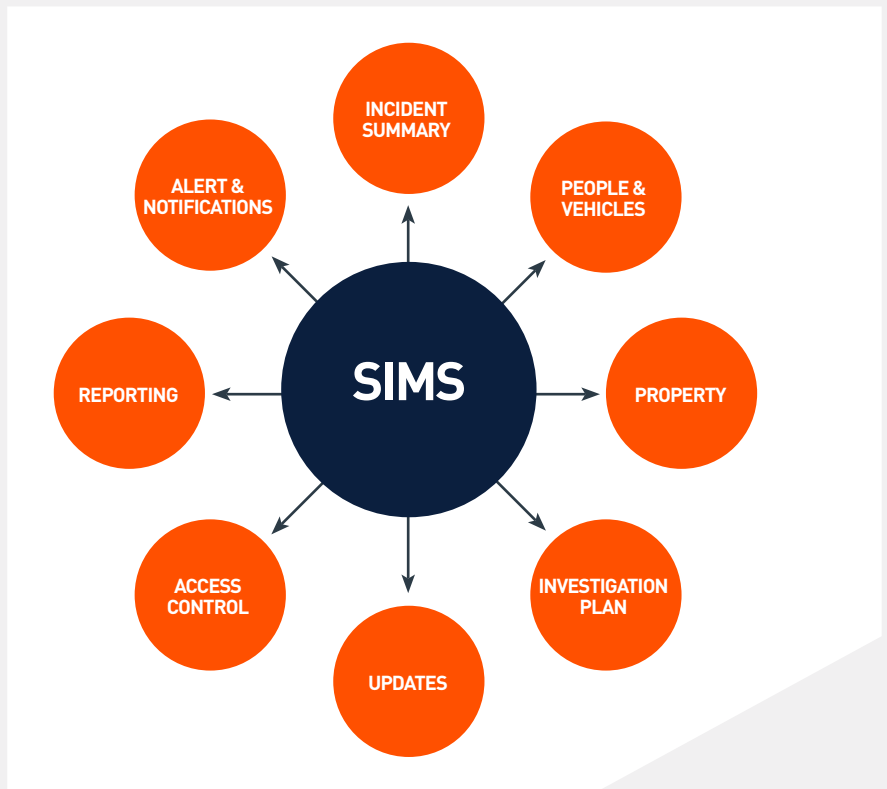 INCIDENT
SUMMARY
ALERT &
NOTIFICATIONS
PEOPLE &
VEHICLES
SIMS
REPORTING
PROPERTY
ACCESS
CONTROL
INVESTIGATION
PLAN
UPDATES